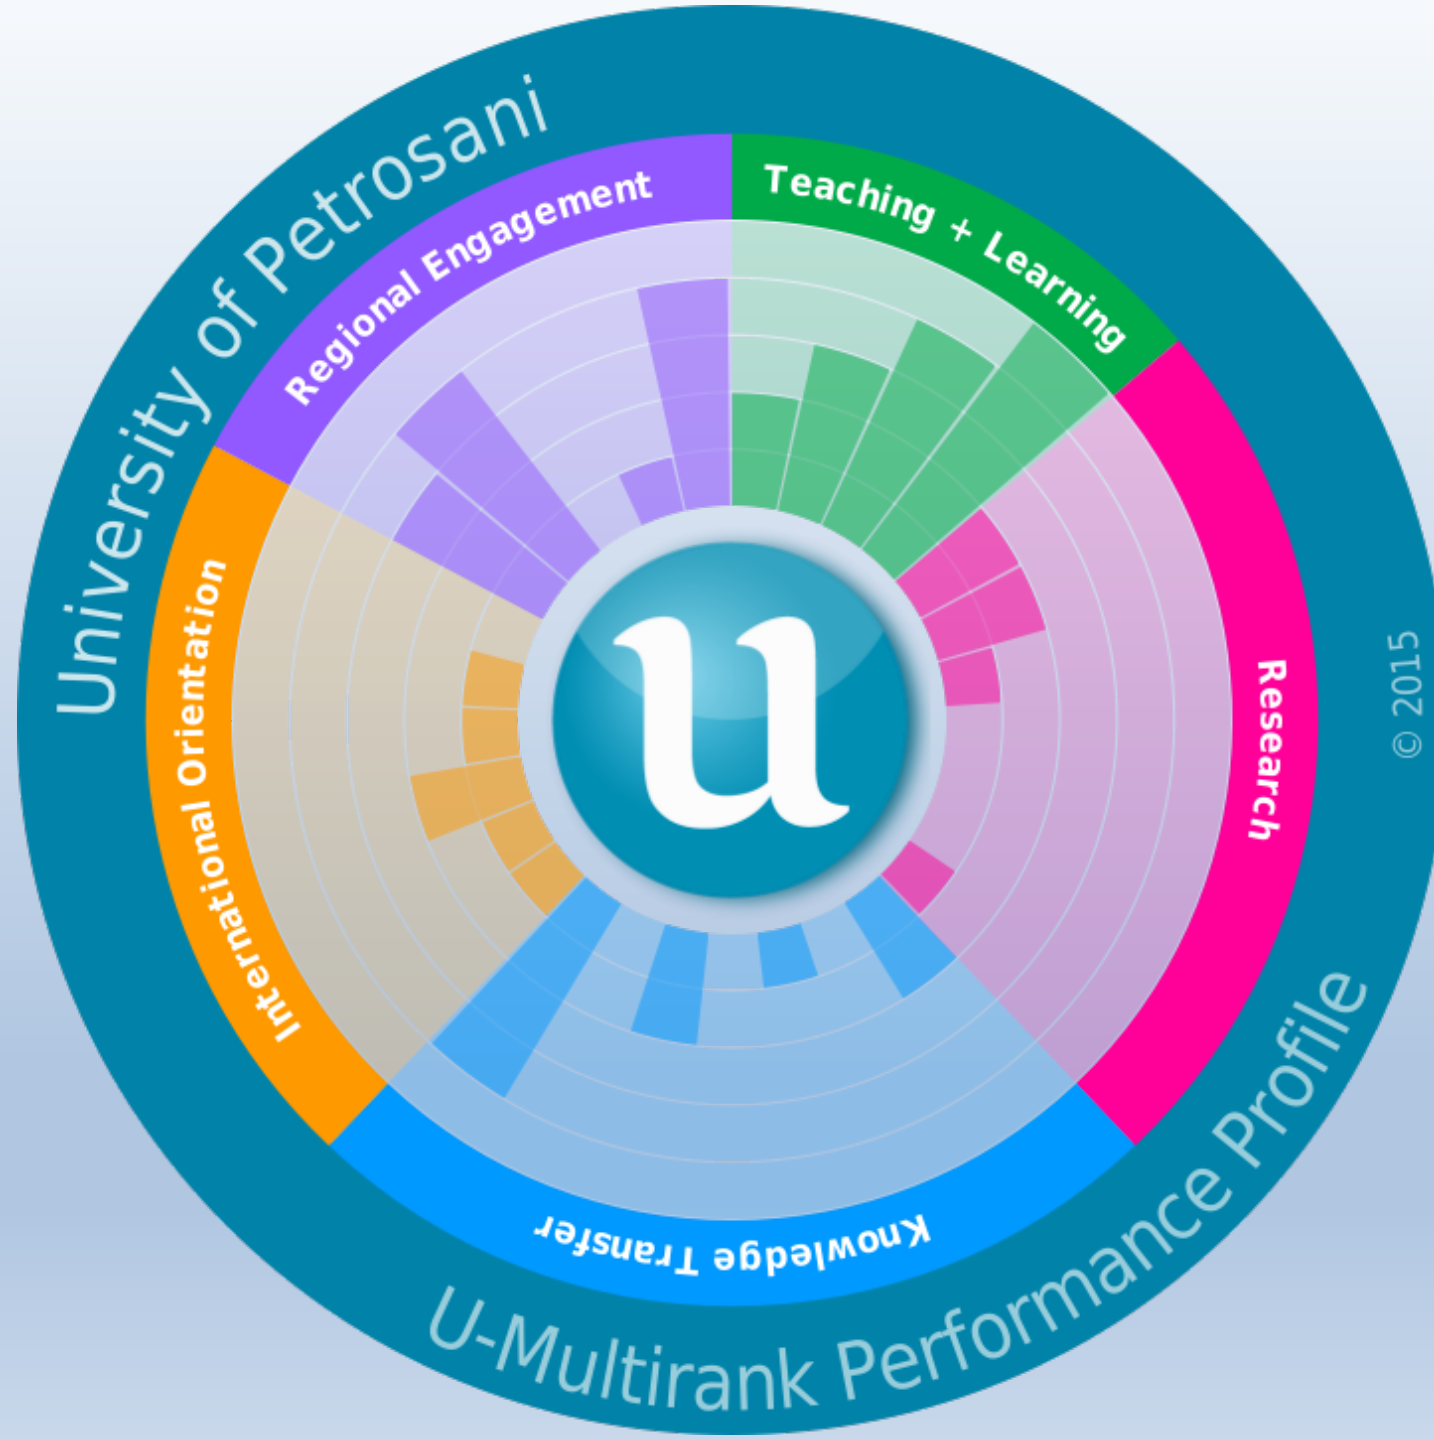 University of Petrosani
Teaching + Learning
Research
Knowledge Transfer
International Orientation
Regional Engagement
u
© 2015
U-Multirank Performance Profile